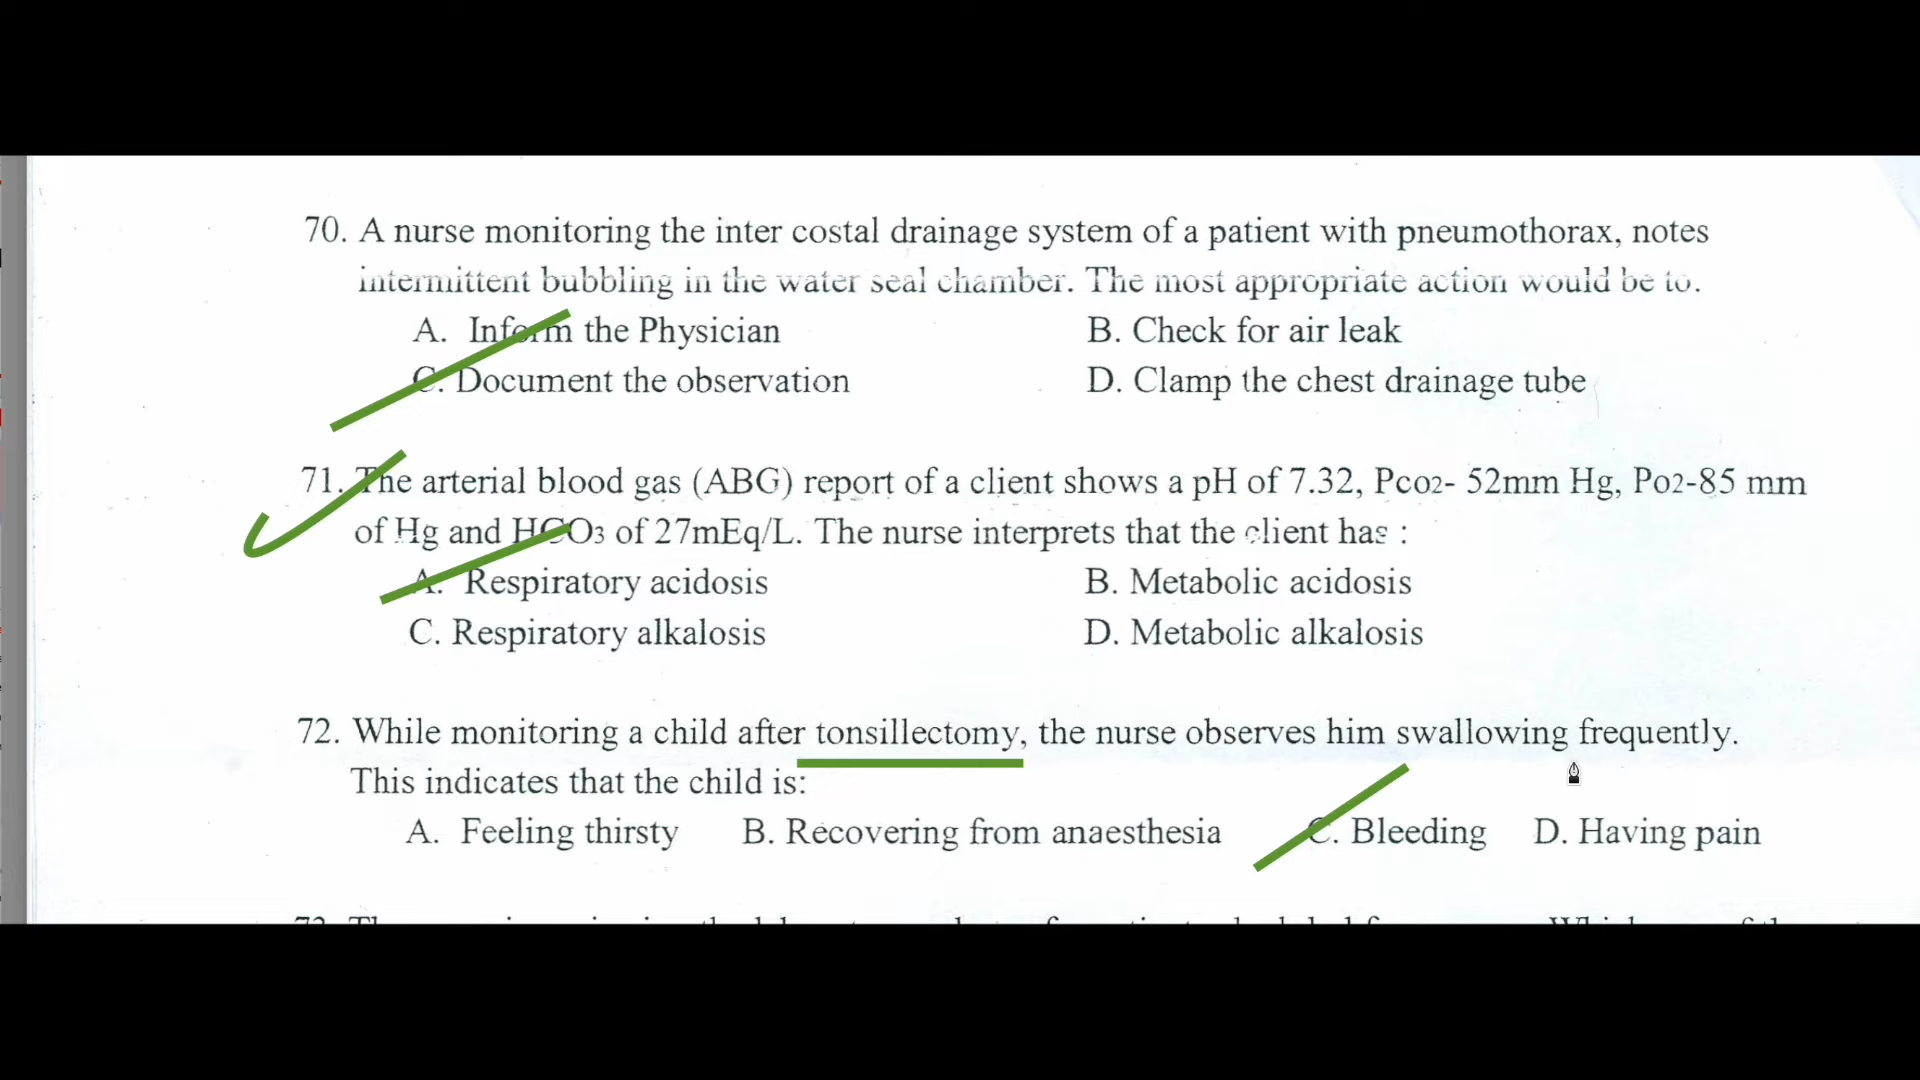 70. A nurse monitoring the inter costal drainage system of a patient with pneumothorax, notes
intermittent bubbling in the water seal chamber. The most appropriate action would be to.
A. Inform the Physician B. Check for air leak
C. Document the observation D. Clamp the chest drainage tube
71. The arterial blood gas (ABG) report of a client shows a pH of 7.32, Pco2- 52mm Hg, Po2-85 mm
of Hg and HCO3 of 27mEq/L. The nurse interprets that the client has :
A. Respiratory acidosis B. Metabolic acidosis
C. Respiratory alkalosis D. Metabolic alkalosis
72. While monitoring a child after tonsillectomy, the nurse observes him swallowing frequently.
This indicates that the child is:
A. Feeling thirsty B. Recovering from anaesthesia C. Bleeding D. Having pain